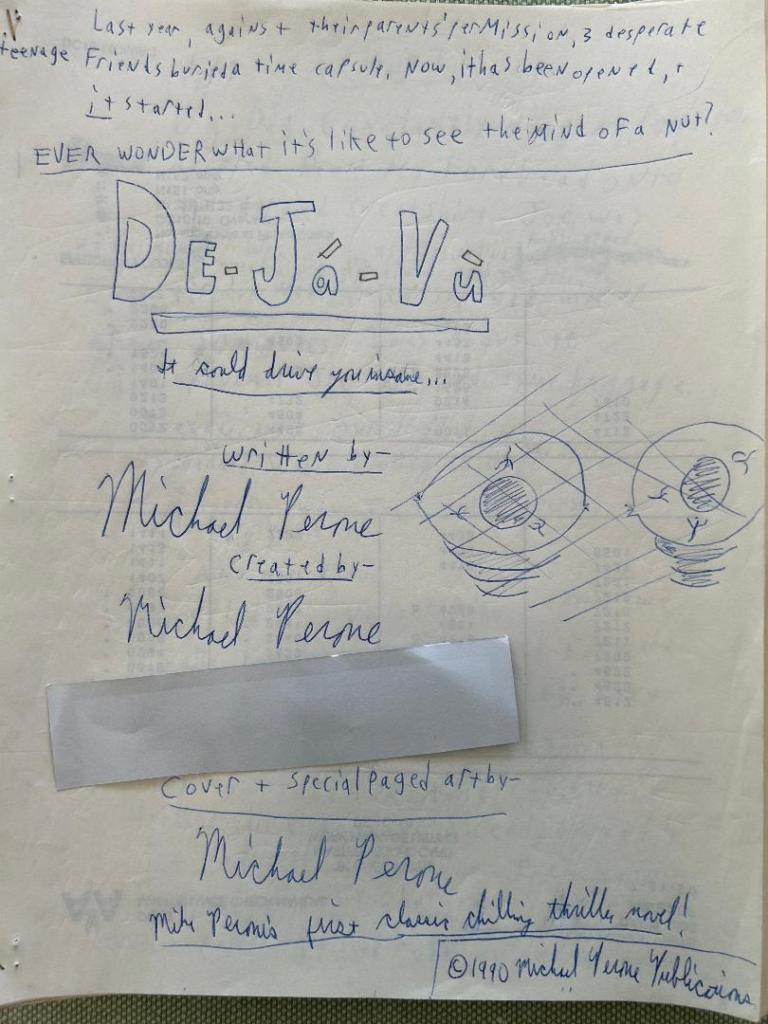 Last year, against their parents' permission, 3 desperate
teenage Friends buried a time capsule. Now, it has been opened, +
it started...
EVER WONDER WHat it's like to see the MIND OF a NUT?
DE-Já-Vú
It could drive you insane...
written by-
Michael Perone
Created by-
Michael Perone
Cover + special paged art by-
Michael Perone
Mike Perone's first classic chilling thriller novel!
©1990 Michael Perone Publications